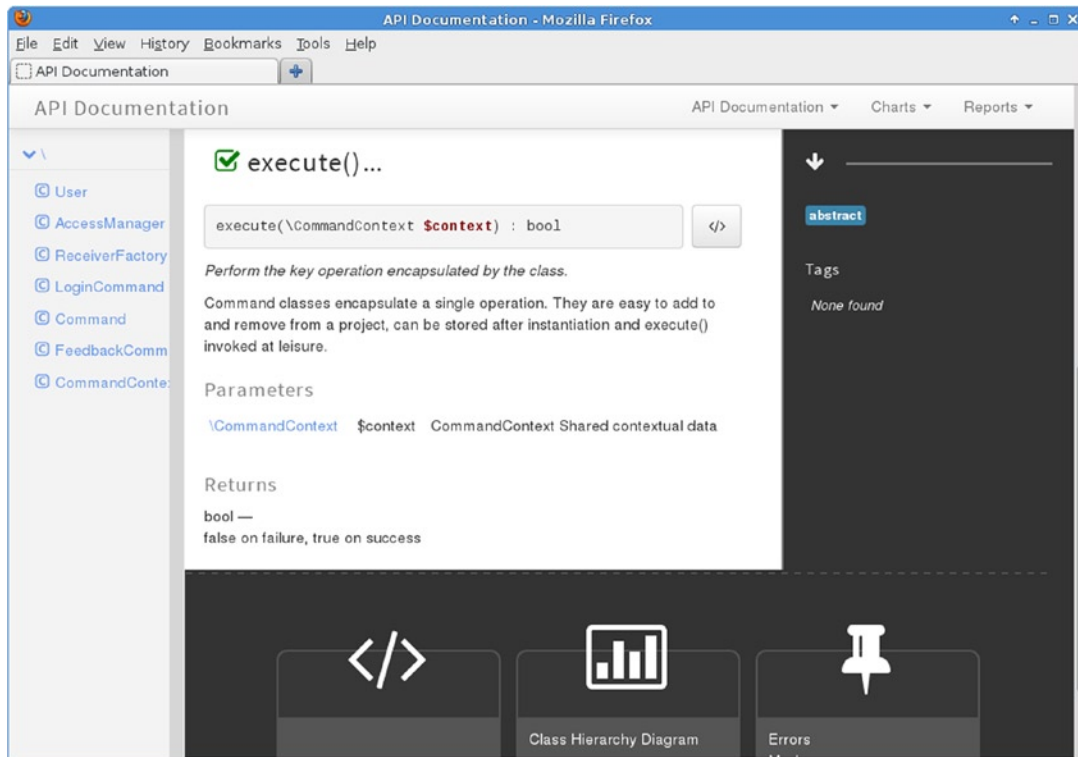 API Documentation - Mozilla Firefox
File Edit View History Bookmarks Tools Help
API Documentation
API Documentation
API Documentation Charts Reports
\
User
AccessManager
ReceiverFactory
LoginCommand
Command
FeedbackComm
CommandConte
execute()...
execute(\CommandContext $context) : bool
</>
Perform the key operation encapsulated by the class.
Command classes encapsulate a single operation. They are easy to add to
and remove from a project, can be stored after instantiation and execute()
invoked at leisure.
Parameters
\CommandContext $context CommandContext Shared contextual data
Returns
bool —
false on failure, true on success
abstract
Tags
None found
</>
Class Hierarchy Diagram
Errors